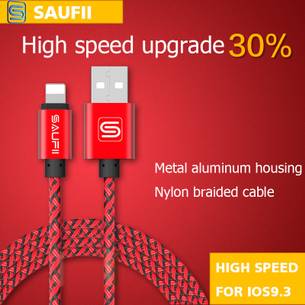 SAUFII
High speed upgrade 30%
SAUFII
S
Metal aluminum housing
Nylon braided cable
HIGH SPEED
FOR IOS9.3